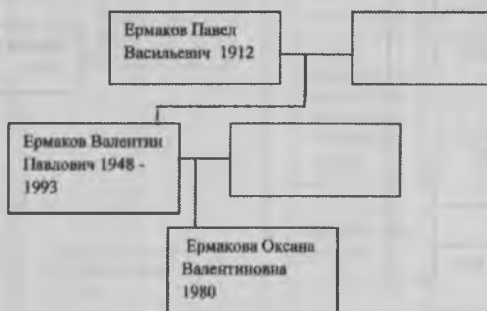 Ермаков Павел
Васильевич 1912
Ермаков Валентин
Павлович 1948 -
1993
Ермакова Оксана
Валентиновна
1980